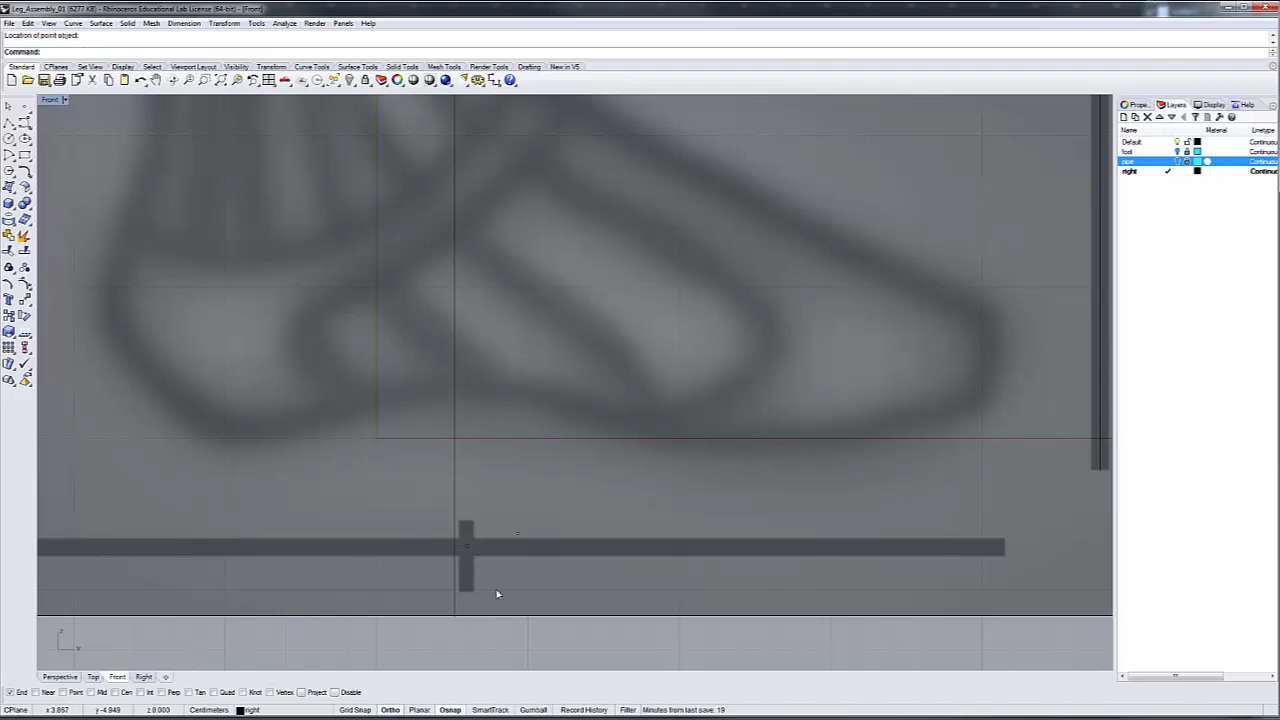 Leg_Assembly_01 (6277 KB) - Rhinoceros Educational Lab License (64-bit) - [Front]
File Edit View Curve Surface Solid Mesh Dimension Transform Tools Analyze Render Panels Help
Location of point object:
Command:
Standard CPlanes Set View Display Select Viewport Layout Visibility Transform Curve Tools Surface Tools Solid Tools Mesh Tools Render Tools Drafting New in V5
Front
Prope... Layers Display Help
Name Material Linetype
Default Continuou
foot Continuou
pipe Continuou
right Continuc
z
x
Perspective Top Front Right
End Near Point Mid Cen Int Perp Tan Quad Knot Vertex Project Disable
CPlane x 3.857 y -4.949 z 0.000 Centimeters right Grid Snap Ortho Planar Osnap SmartTrack Gumball Record History Filter Minutes from last save: 19